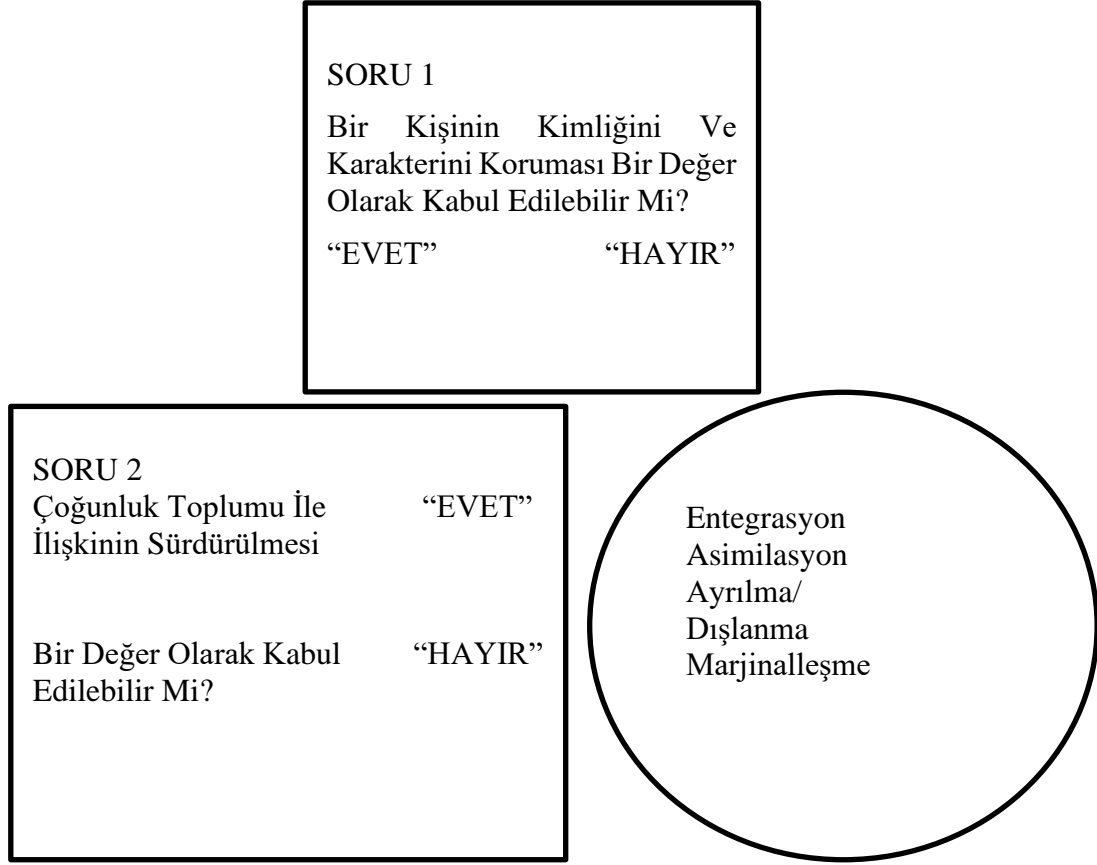 SORU 1
Bir Kişinin Kimliğini Ve
Karakterini Koruması Bir Değer
Olarak Kabul Edilebilir Mi?
“EVET” “HAYIR”
SORU 2
Çoğunluk Toplumu İle “EVET”
İlişkinin Sürdürülmesi
Bir Değer Olarak Kabul “HAYIR”
Edilebilir Mi?
Entegrasyon
Asimilasyon
Ayrılma/
Dışlanma
Marjinalleşme